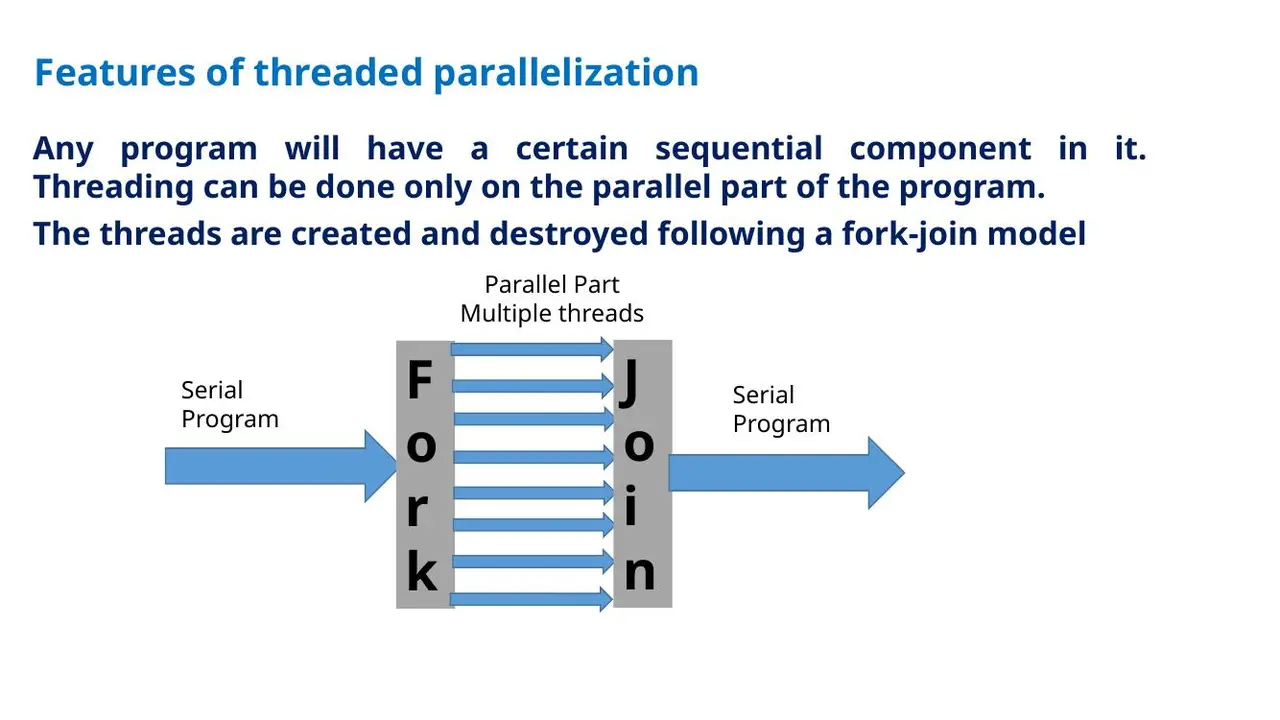 Features of threaded parallelization
Any program will have a certain sequential component in it.
Threading can be done only on the parallel part of the program.
The threads are created and destroyed following a fork-join model
Parallel Part
Multiple threads
Serial
Program
F
o
r
k
J
o
i
n
Serial
Program